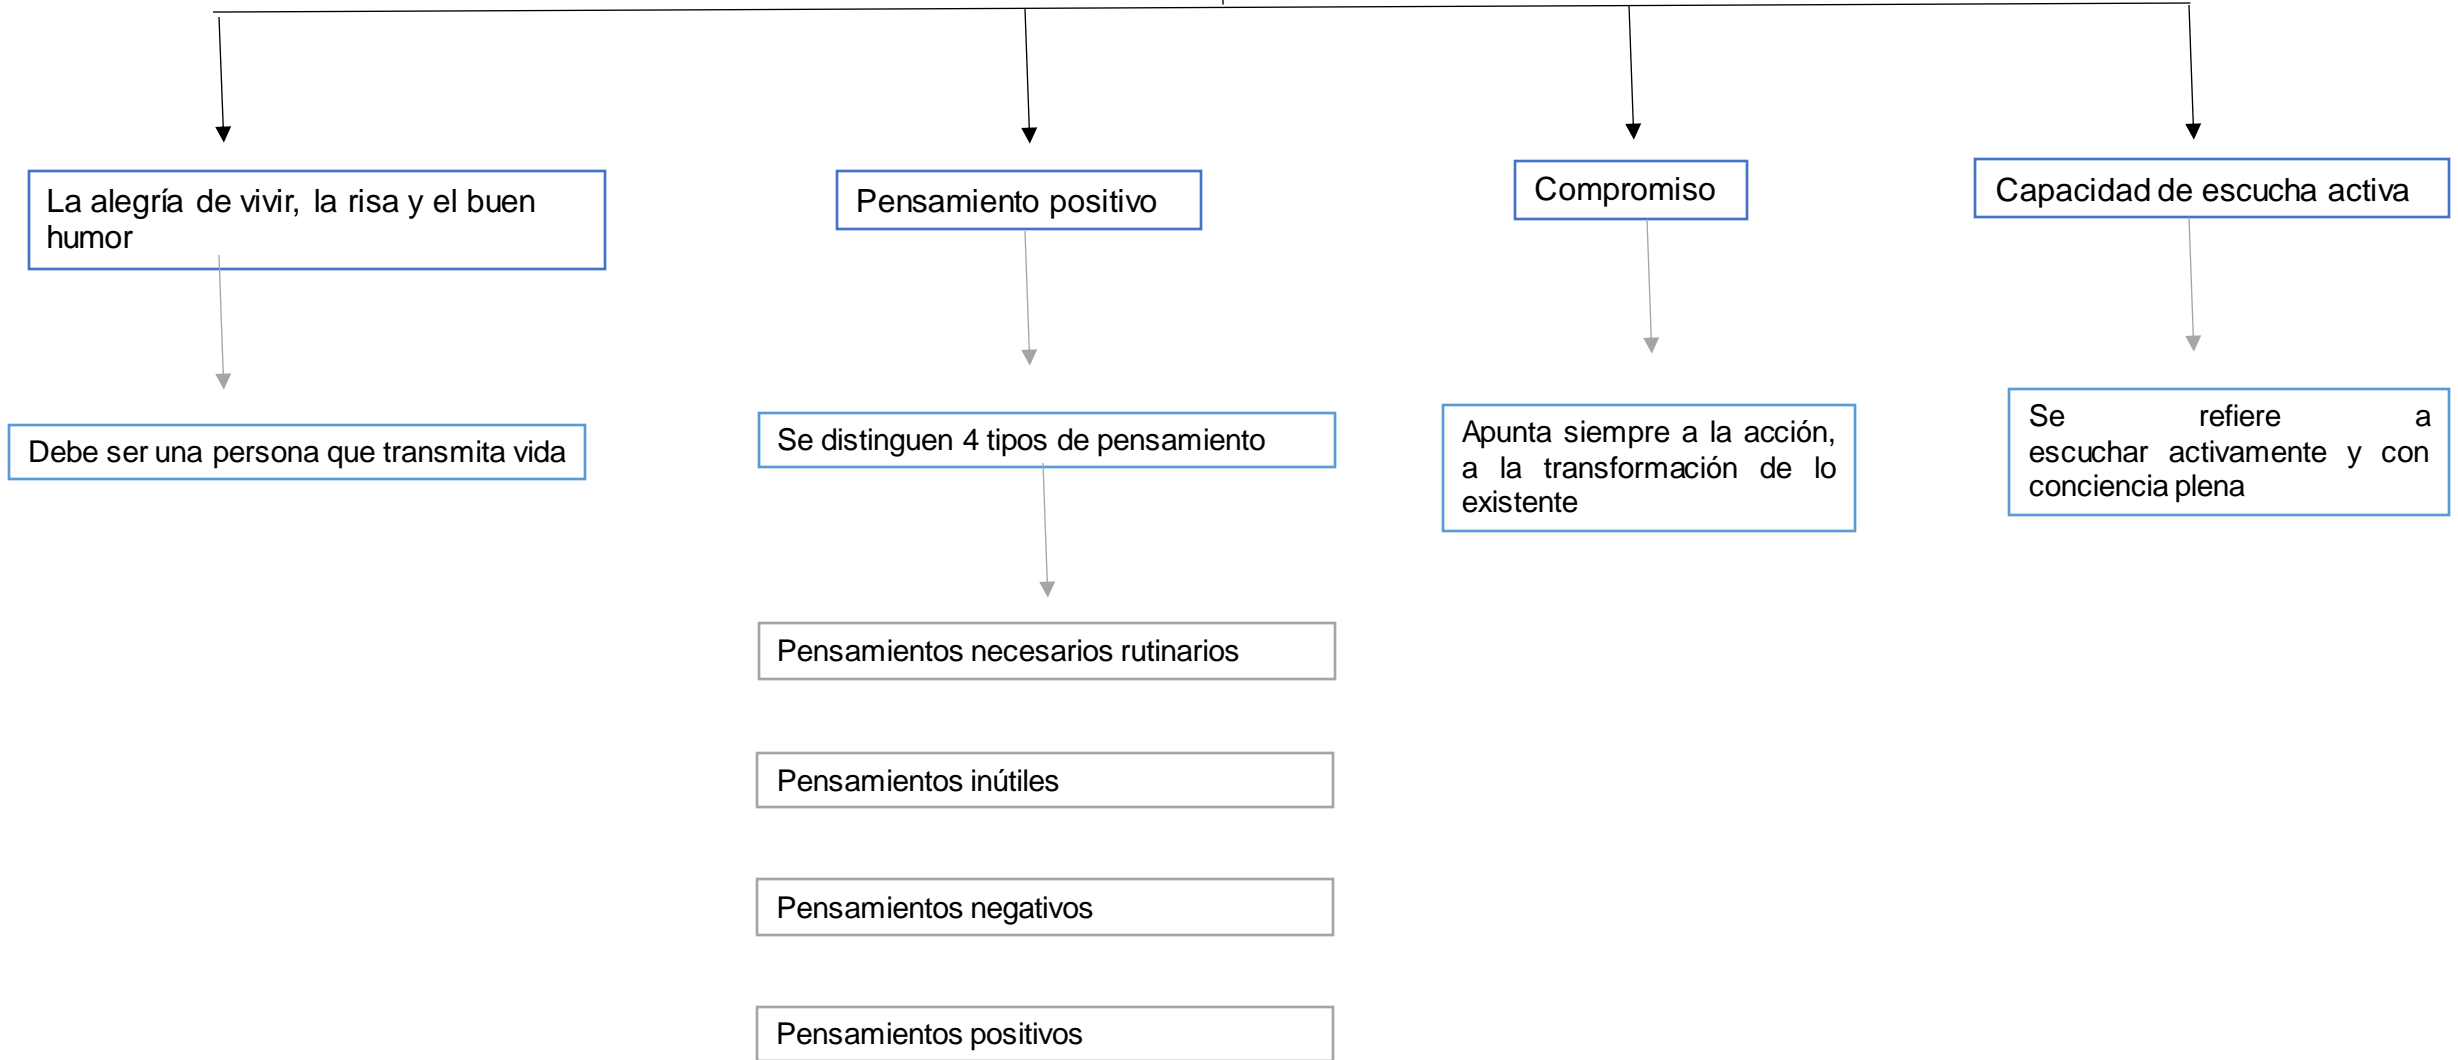 La alegría de vivir, la risa y el buen
humor
Pensamiento positivo
Compromiso
Capacidad de escucha activa
Debe ser una persona que transmita vida
Se distinguen 4 tipos de pensamiento
Apunta siempre a la acción,
a la transformación de lo
existente
Se refiere a
escuchar activamente y con
conciencia plena
Pensamientos necesarios rutinarios
Pensamientos inútiles
Pensamientos negativos
Pensamientos positivos